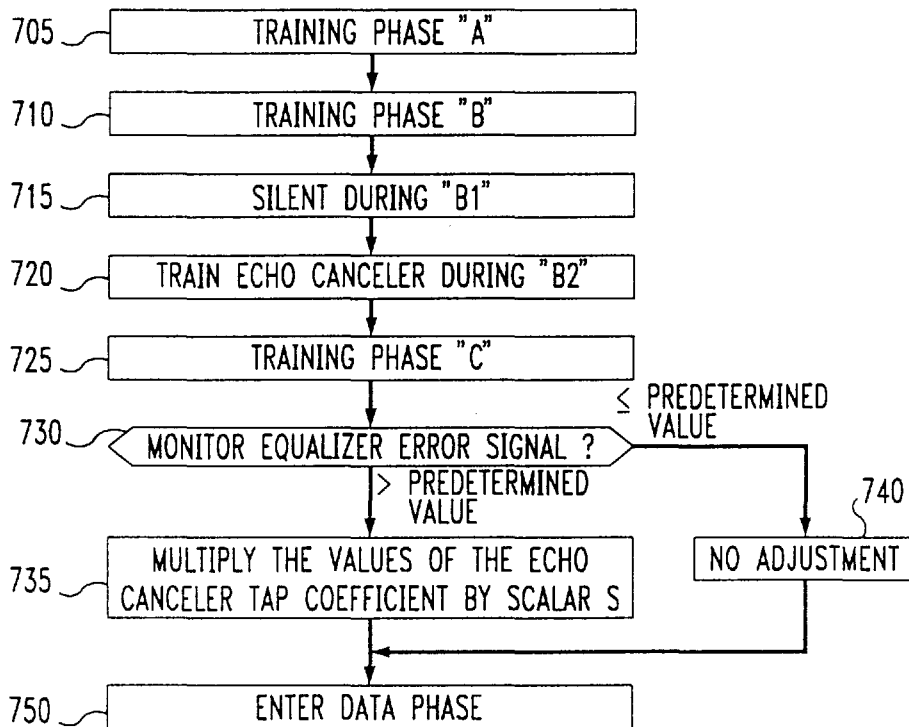 705
TRAINING PHASE "A"
710
TRAINING PHASE "B"
715
SILENT DURING "B1"
720
TRAIN ECHO CANCELER DURING "B2"
725
TRAINING PHASE "C"
≤ PREDETERMINED
VALUE
730
MONITOR EQUALIZER ERROR SIGNAL ?
> PREDETERMINED
VALUE
740
NO ADJUSTMENT
735
MULTIPLY THE VALUES OF THE ECHO
CANCELER TAP COEFFICIENT BY SCALAR S
750
ENTER DATA PHASE